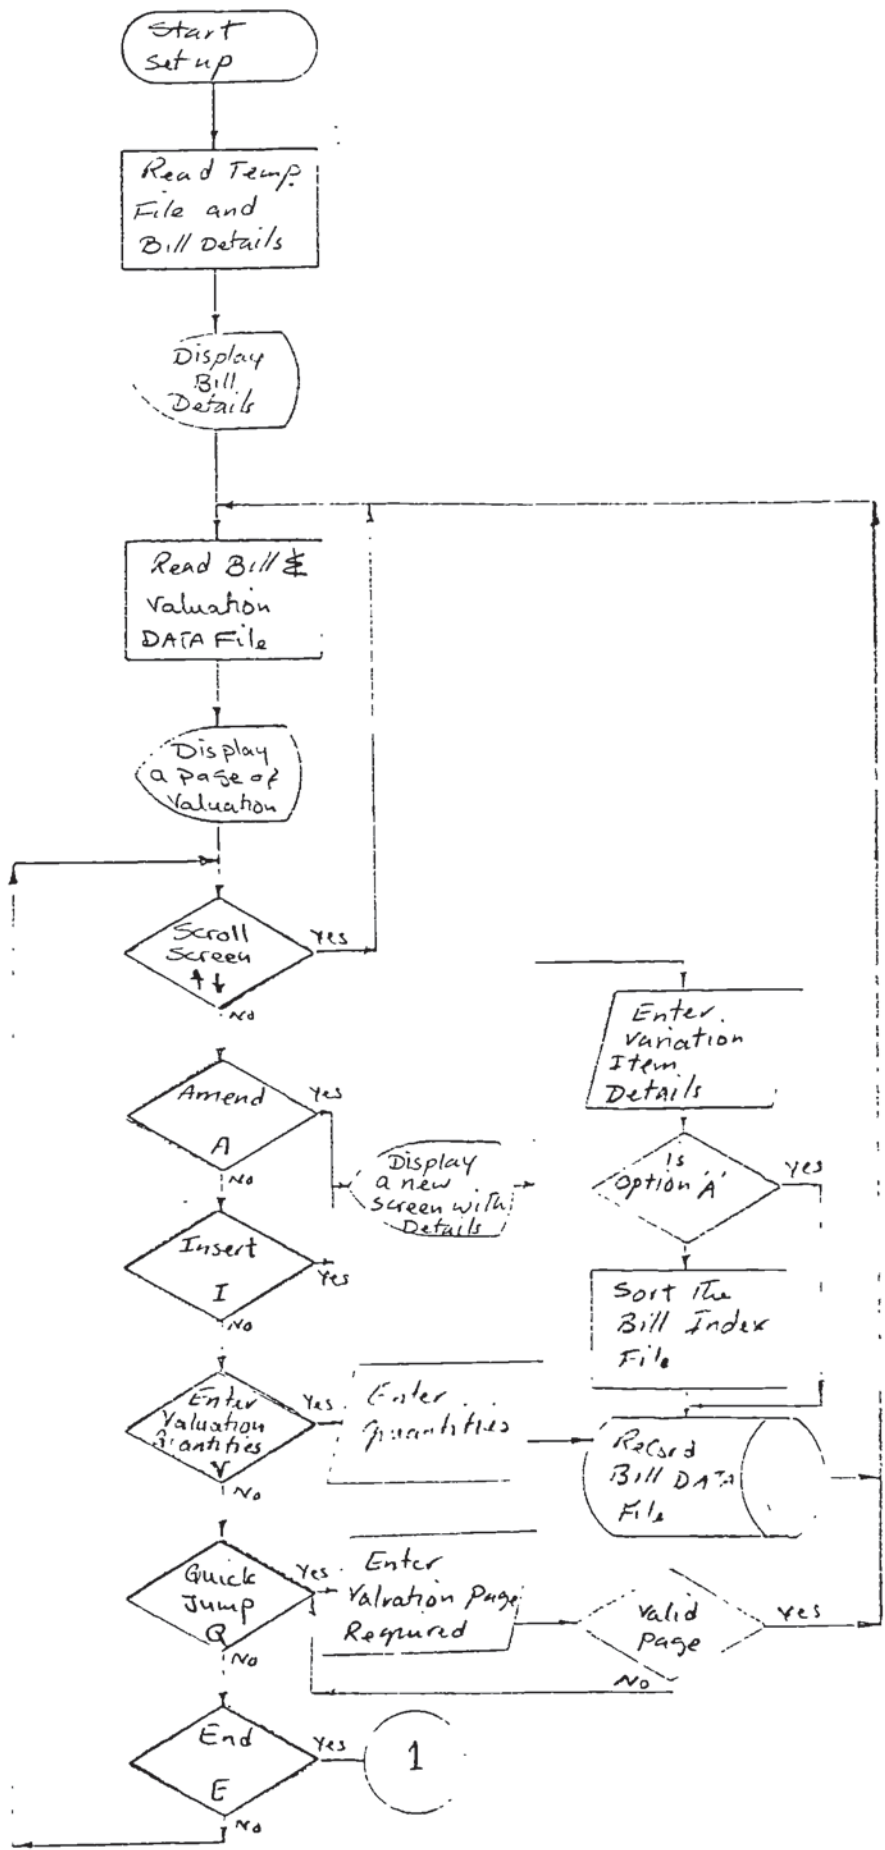 Start
set up
Read Temp.
File and
Bill Details
Display
Bill
Details
Read Bill &
Valuation
DATA File
Display
a page of
Valuation
Scroll
Screen
Yes
No
Amend
A
Yes
No
Display
a new
screen with
Details
Enter
Variation
Item
Details
Is
option 'A'
Yes
Sort The
Bill Index
File
Insert
I
Yes
No
Enter
Valuation
Quantities
V
Yes
No
Enter
Quantities
Record
Bill DATA
File
Quick
Jump
Q
Yes
No
Enter
Valuation Page
Required
Valid
Page
Yes
No
End
E
Yes
No
1